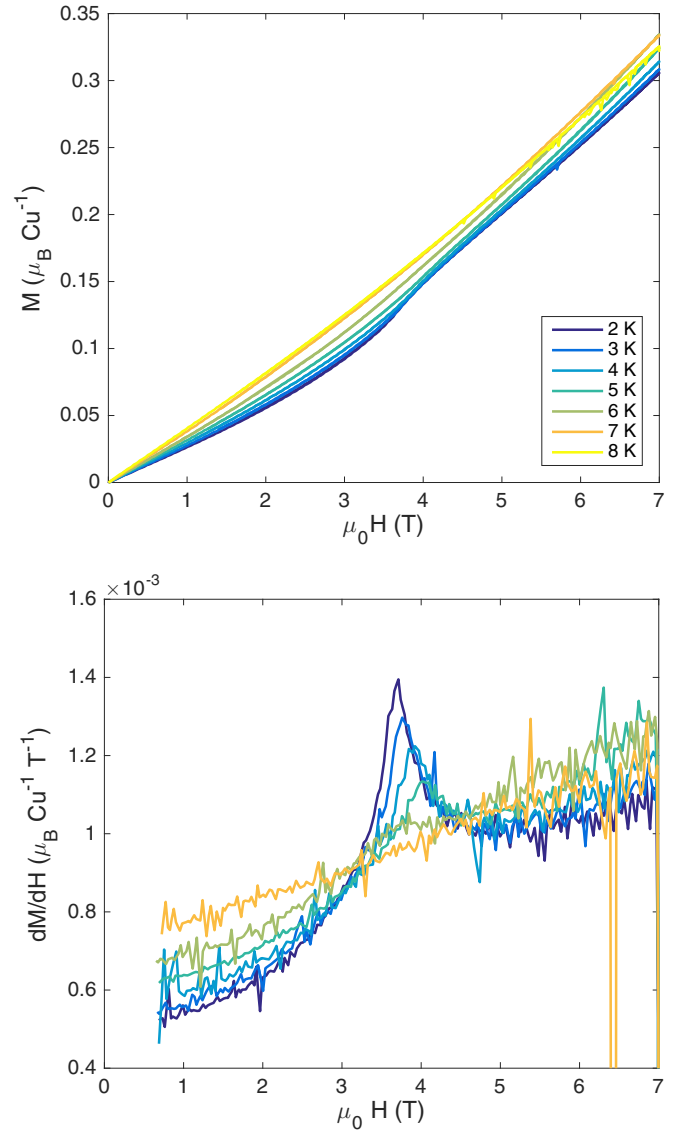 0.35
0.3
0.25
0.2
0.15
0.1
0.05
0
M (μB Cu-1)
2 K
3 K
4 K
5 K
6 K
7 K
8 K
0 1 2 3 4 5 6 7
μ0H (T)
×10-3
1.6
1.4
1.2
1
0.8
0.6
0.4
dM/dH (μB Cu-1 T-1)
0 1 2 3 4 5 6 7
μ0 H (T)